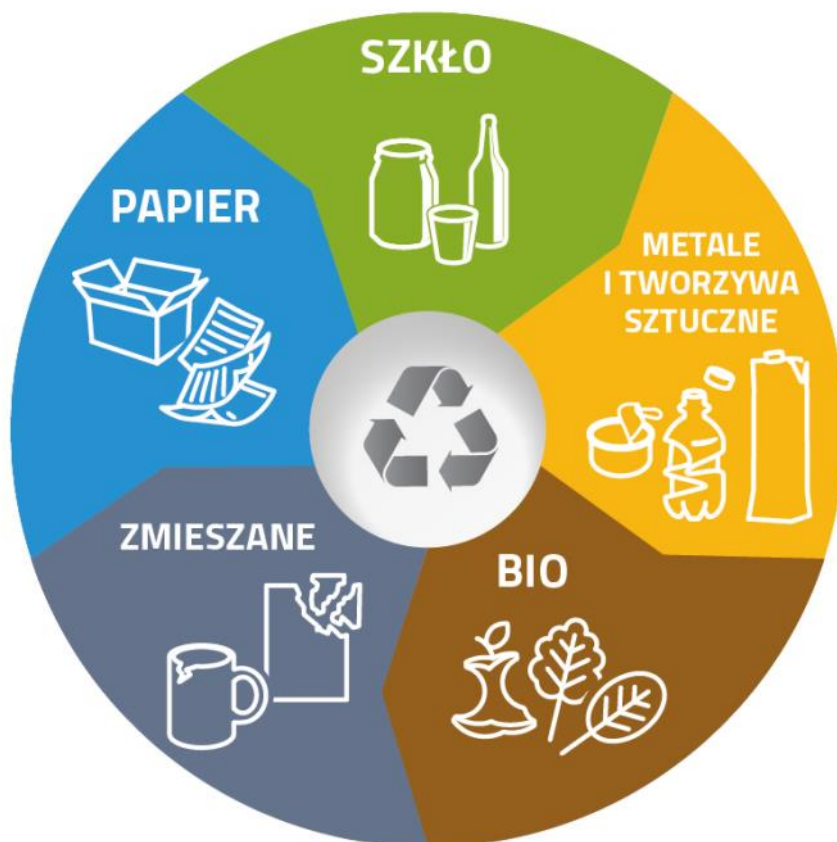 SZKŁO
PAPIER
METALE
I TWORZYWA
SZTUCZNE
ZMIESZANE
BIO